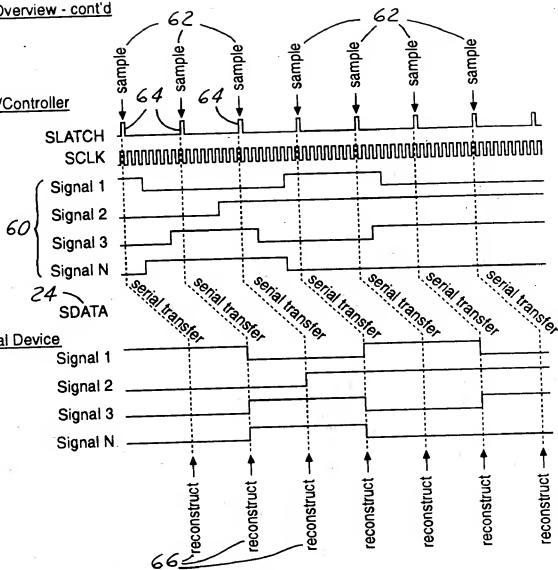 Overview - cont'd
62 62
sample sample sample sample sample sample sample
/Controller
64 64
SLATCH
SCLK
Signal 1
Signal 2
60
Signal 3
Signal N
24
SDATA
serial transfer serial transfer serial transfer serial transfer serial transfer serial transfer serial transfer
al Device
Signal 1
Signal 2
Signal 3
Signal N
reconstruct reconstruct reconstruct reconstruct reconstruct reconstruct reconstruct
66